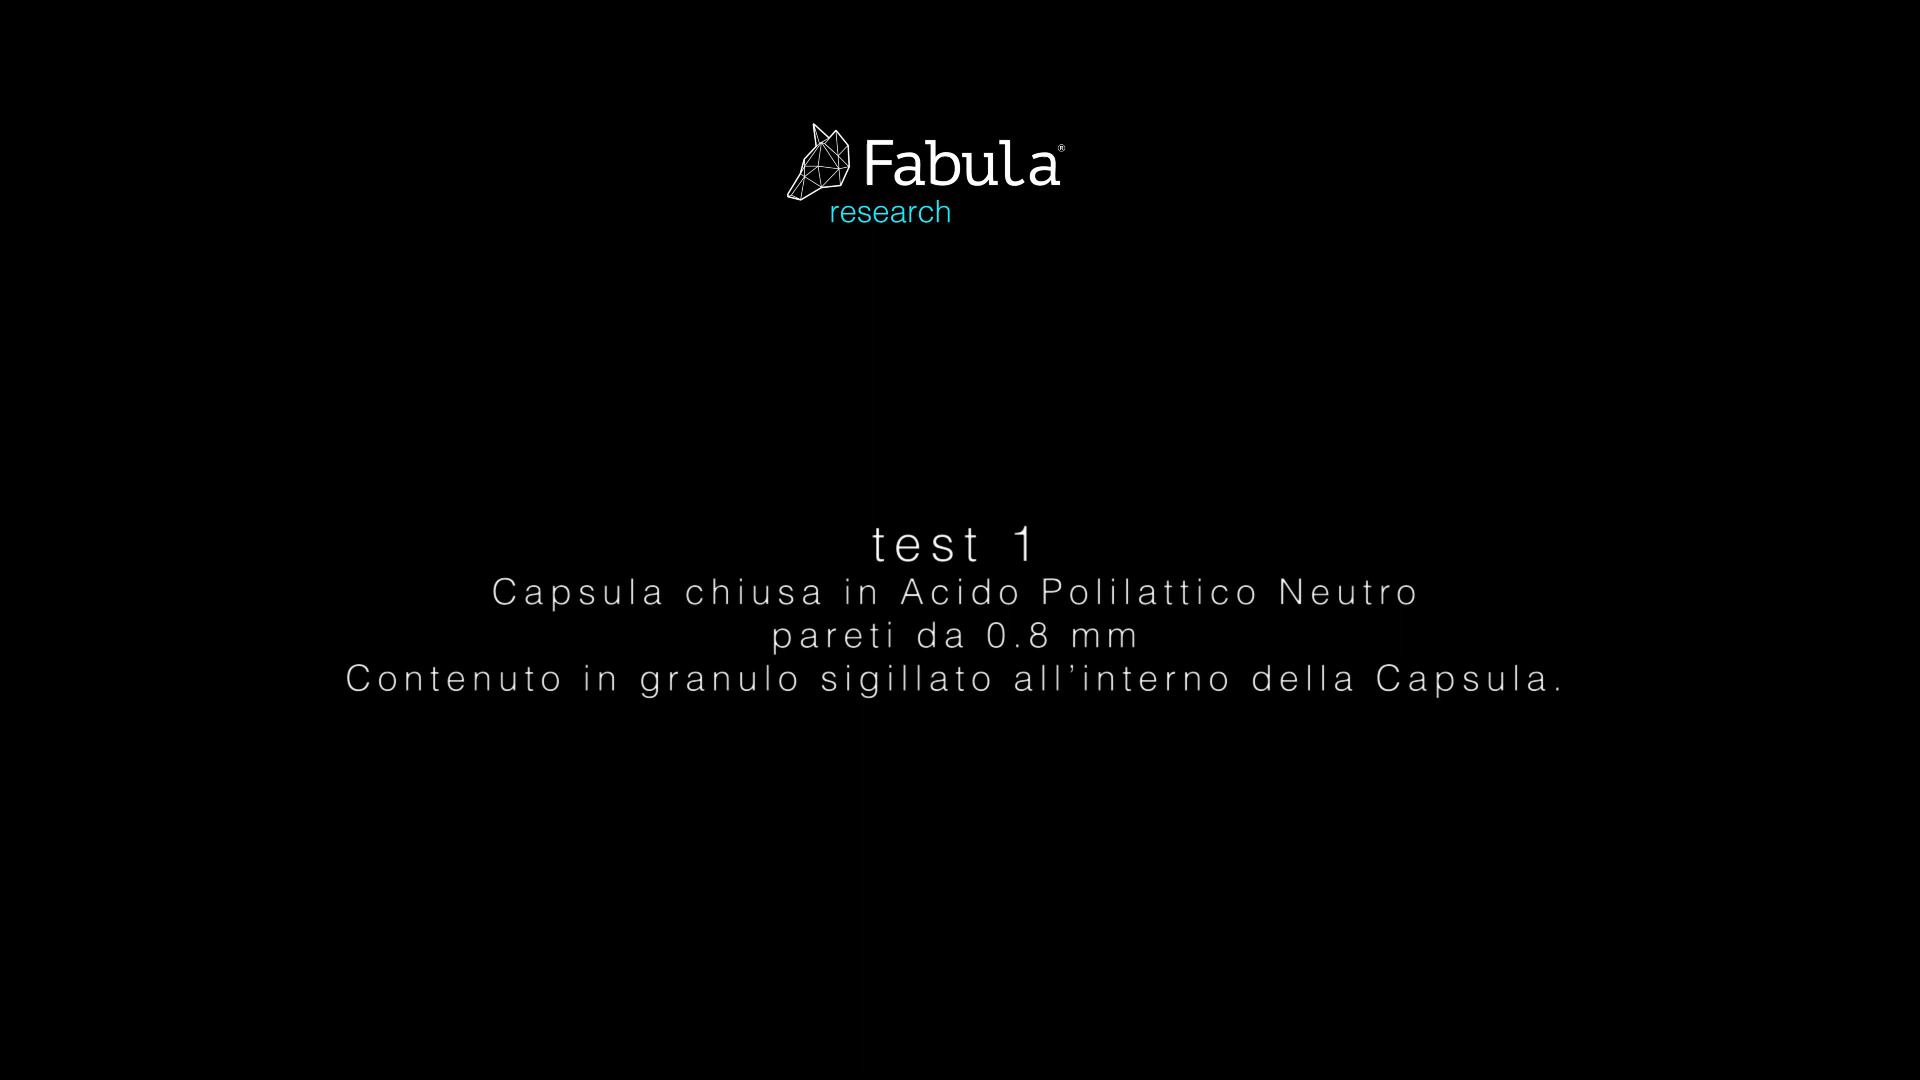 Fabula®
research
test 1
Capsula chiusa in Acido Polilattico Neutro
pareti da 0.8 mm
Contenuto in granulo sigillato all’interno della Capsula.